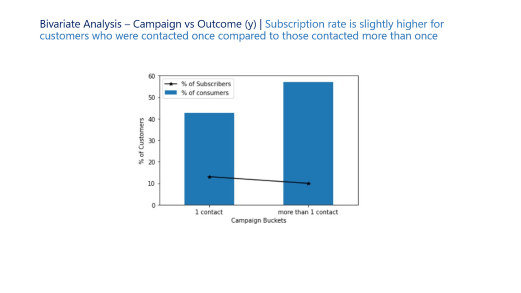 Bivariate Analysis – Campaign vs Outcome (y) | Subscription rate is slightly higher for
customers who were contacted once compared to those contacted more than once
60
50
40
30
20
10
0
% of Customers
% of Subscribers
% of consumers
1 contact
more than 1 contact
Campaign Buckets